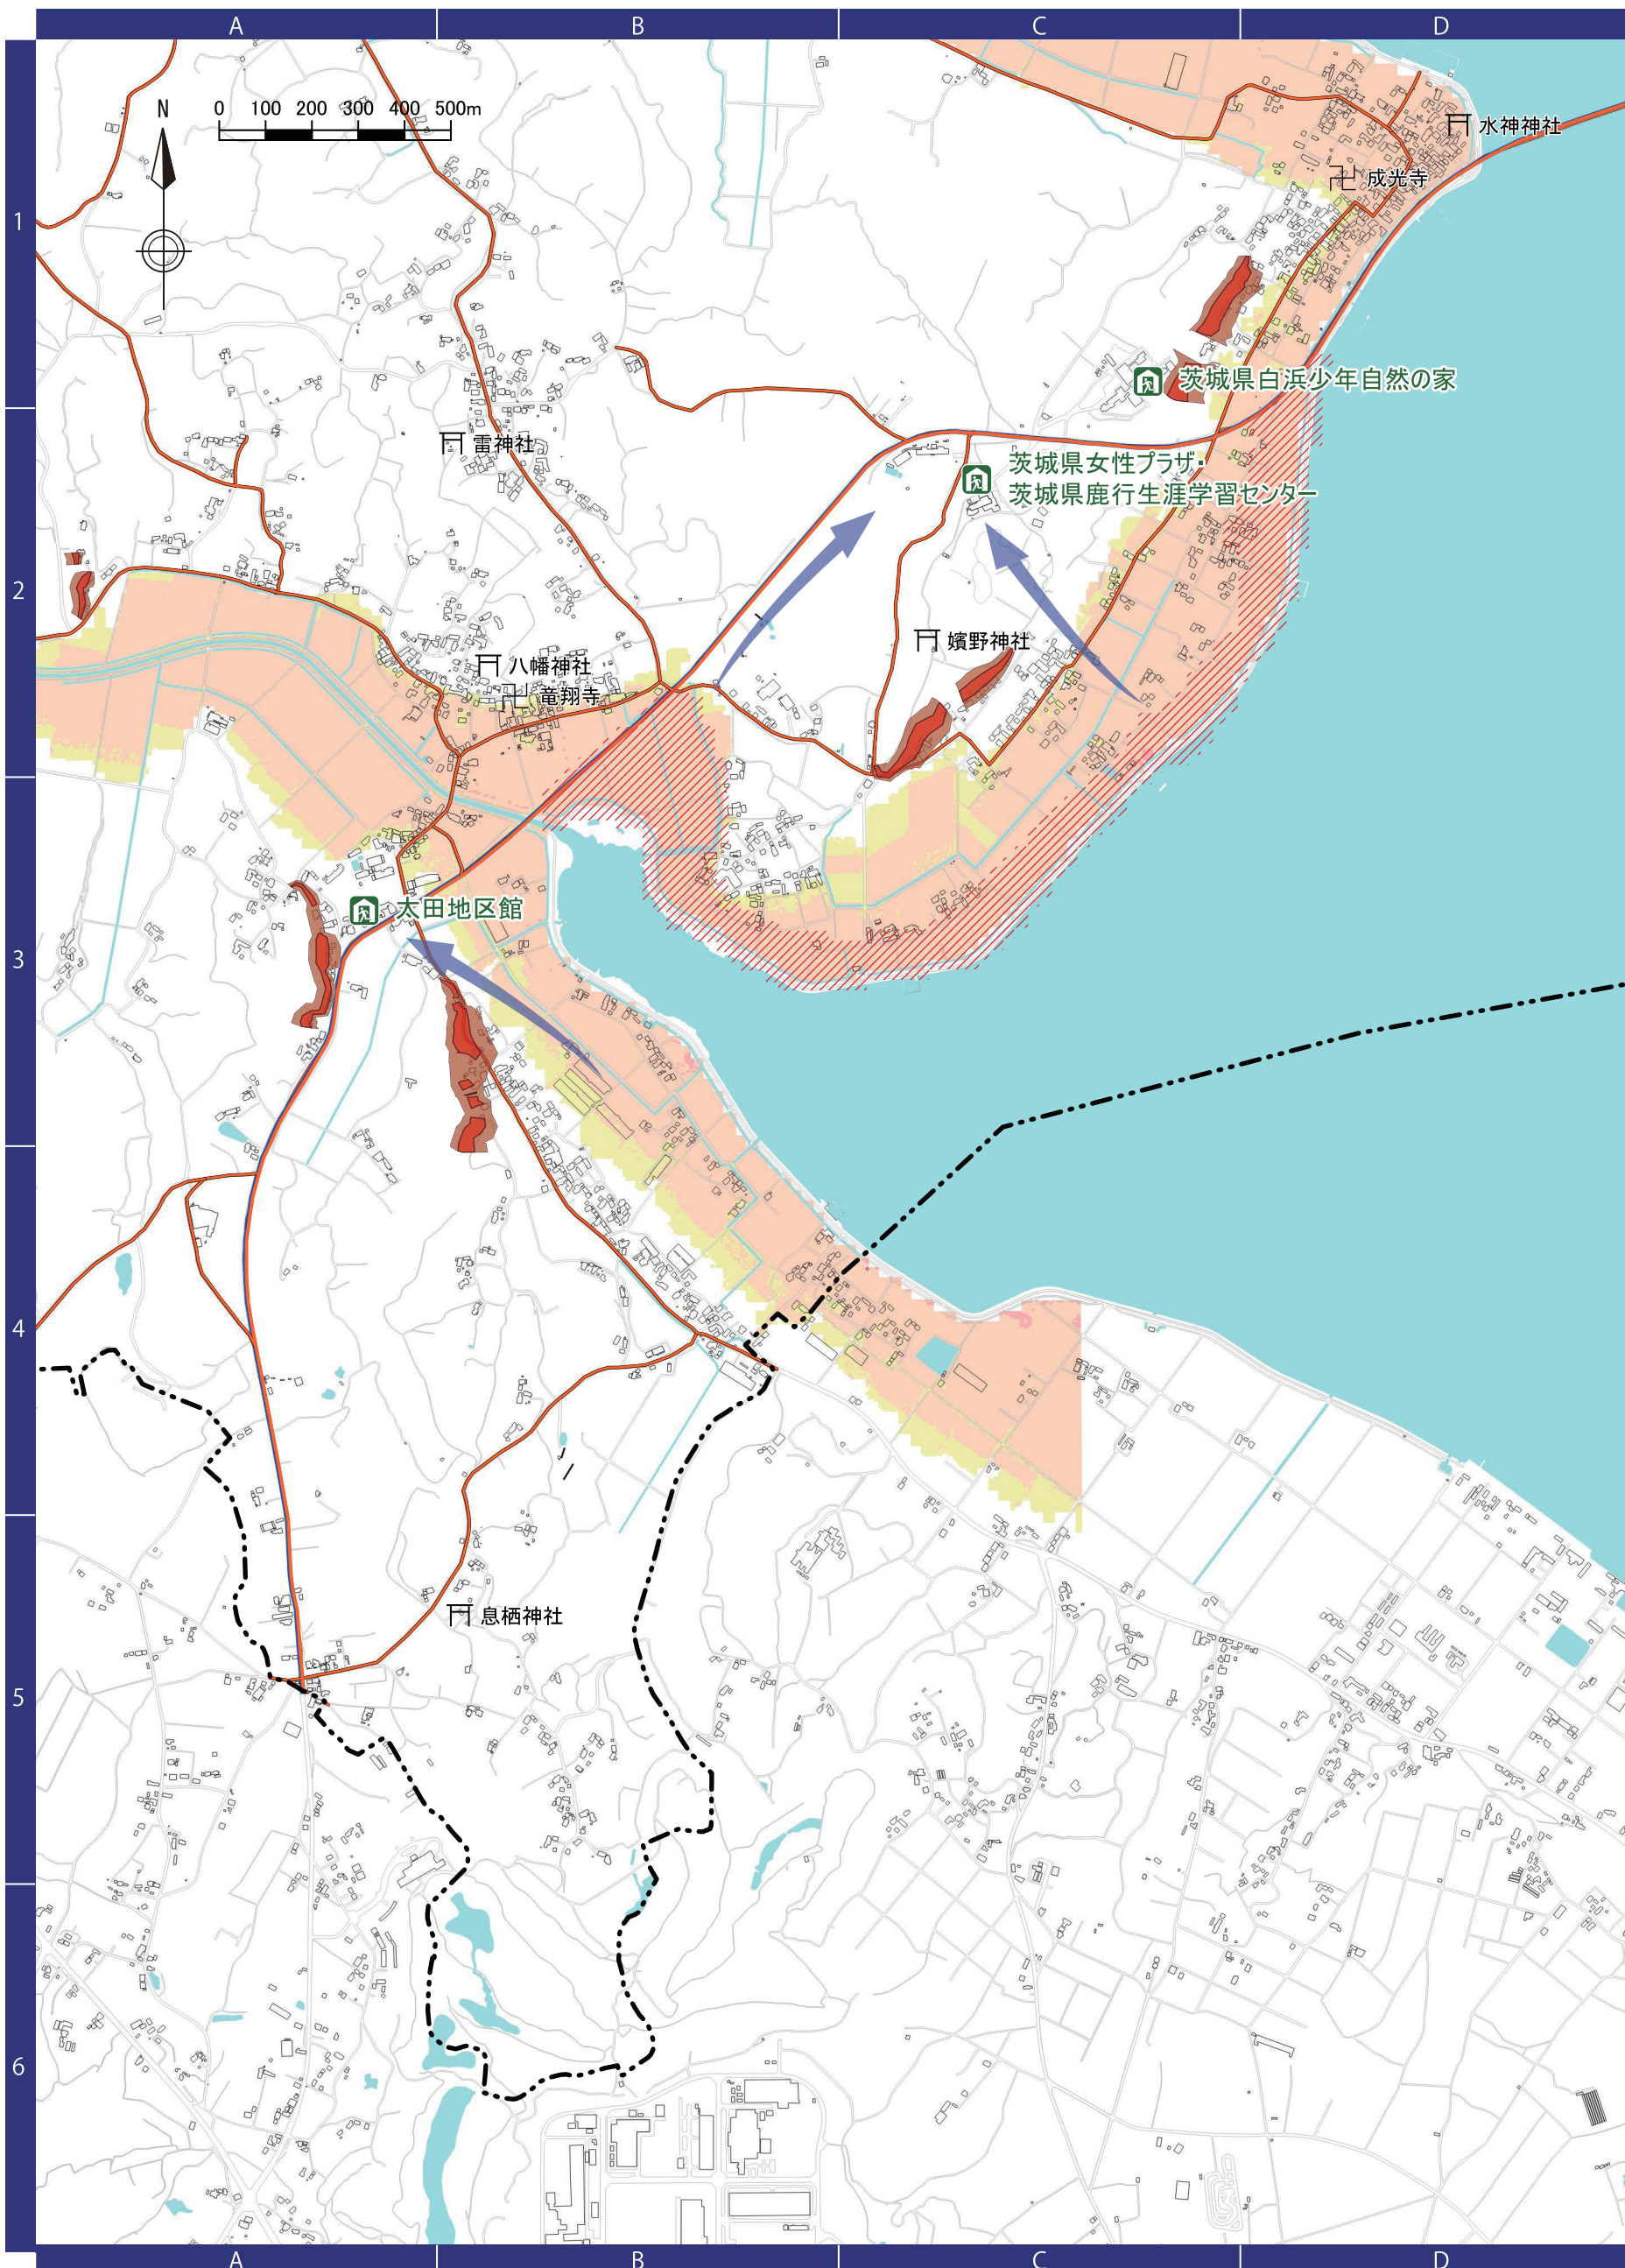 A B C D
N
0 100 200 300 400 500m
水神神社
成光寺
1
茨城県白浜少年自然の家
雷神社
茨城県女性プラザ・
茨城県鹿行生涯学習センター
2
嬪野神社
八幡神社
竜翔寺
太田地区館
3
4
息栖神社
5
6
A B C D